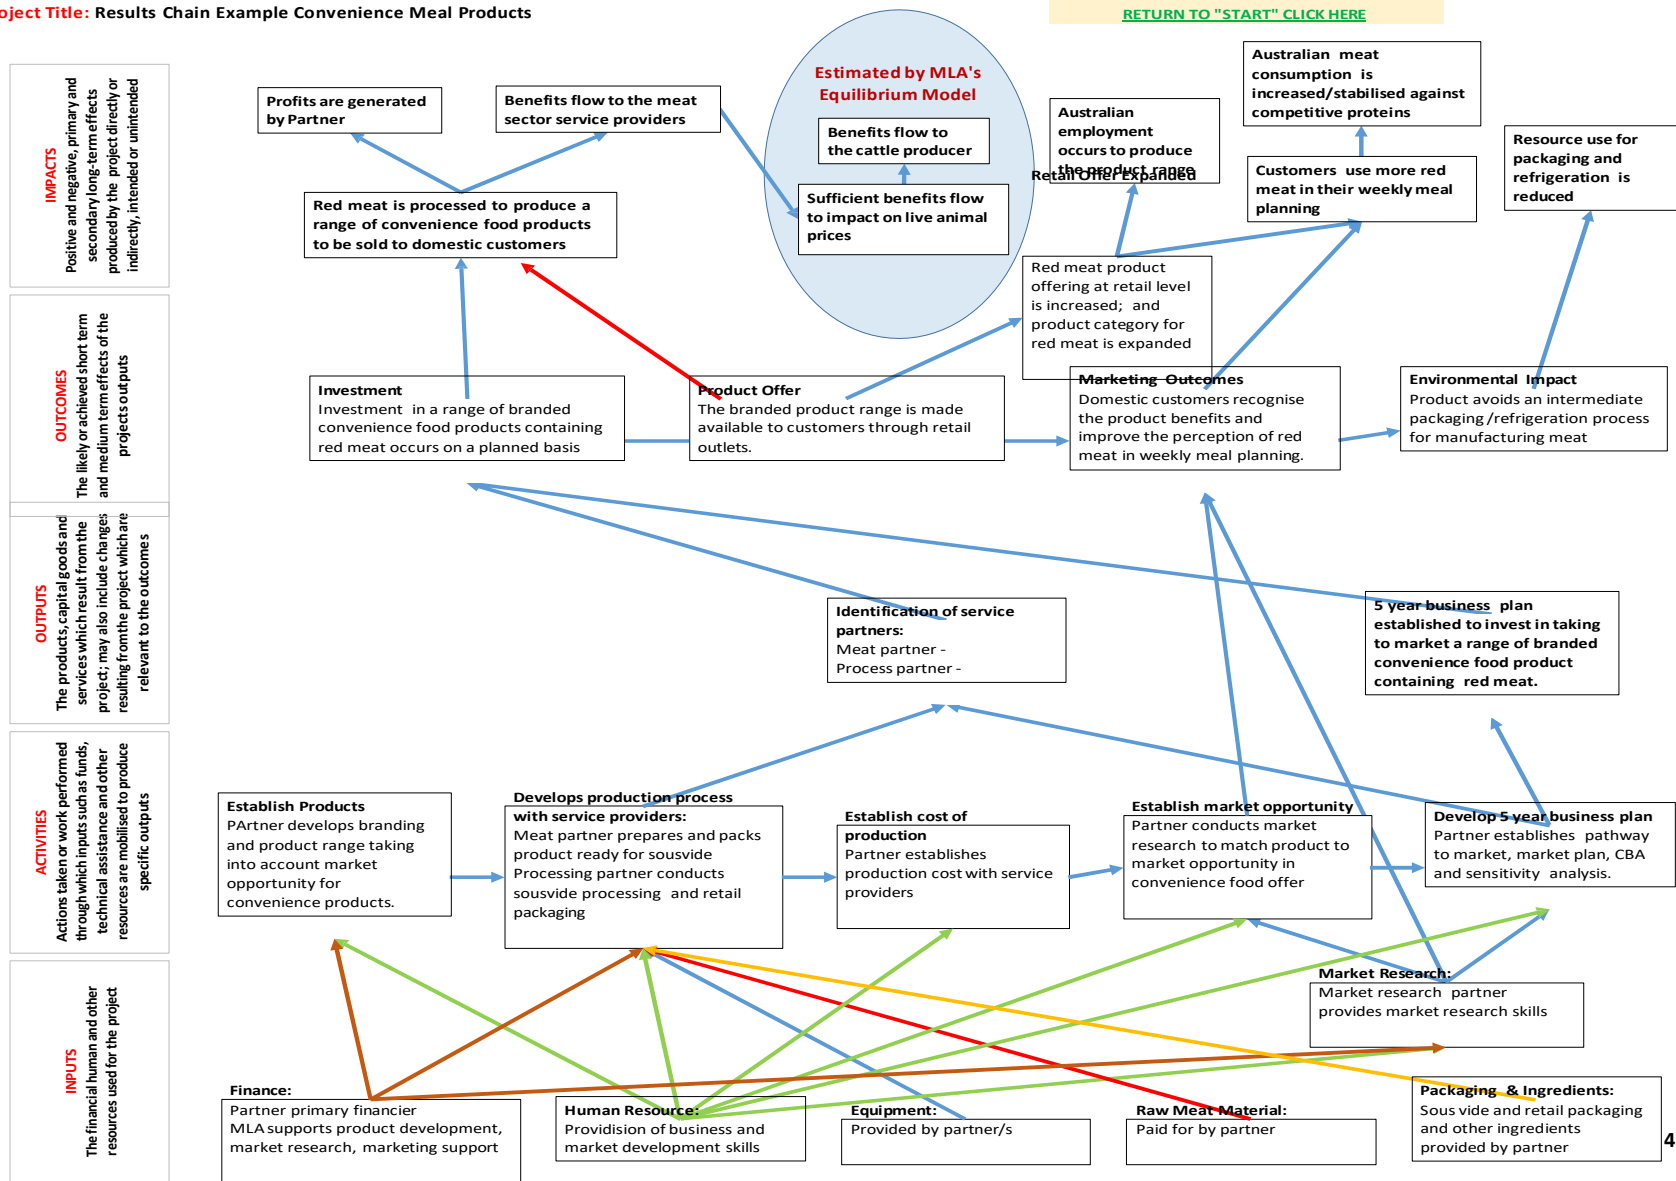 oject Title: Results Chain Example Convenience Meal Products
RETURN TO "START" CLICK HERE
IMPACTS
Positive and negative, primary and
secondary long-term effects
produced by the project directly or
indirectly, intended or unintended
Profits are generated
by Partner
Benefits flow to the meat
sector service providers
Estimated by MLA's
Equilibrium Model
Benefits flow to
the cattle producer
Sufficient benefits flow
to impact on live animal
prices
Australian
employment
occurs to produce
the product range
Retail Offer Expanded
Australian meat
consumption is
increased/stabilised against
competitive proteins
Customers use more red
meat in their weekly meal
planning
Resource use for
packaging and
refrigeration is
reduced
Red meat is processed to produce a
range of convenience food products
to be sold to domestic customers
Red meat product
offering at retail level
is increased; and
product category for
red meat is expanded
OUTCOMES
The likely or achieved short term
and medium term effects of the
projects outputs
Investment
Investment in a range of branded
convenience food products containing
red meat occurs on a planned basis
Product Offer
The branded product range is made
available to customers through retail
outlets.
Marketing Outcomes
Domestic customers recognise
the product benefits and
improve the perception of red
meat in weekly meal planning.
Environmental Impact
Product avoids an intermediate
packaging/refrigeration process
for manufacturing meat
OUTPUTS
The products, capital goods and
services which result from the
project; may also include changes
resulting from the project which are
relevant to the outcomes
Identification of service
partners:
Meat partner -
Process partner -
5 year business plan
established to invest in taking
to market a range of branded
convenience food product
containing red meat.
ACTIVITIES
Actions taken or work performed
through which inputs such as funds,
technical assistance and other
resources are mobilised to produce
specific outputs
Establish Products
PArtner develops branding
and product range taking
into account market
opportunity for
convenience products.
Develops production process
with service providers:
Meat partner prepares and packs
product ready for sousvide
Processing partner conducts
sousvide processing and retail
packaging
Establish cost of
production
Partner establishes
production cost with service
providers
Establish market opportunity
Partner conducts market
research to match product to
market opportunity in
convenience food offer
Develop 5 year business plan
Partner establishes pathway
to market, market plan, CBA
and sensitivity analysis.
INPUTS
The financial human and other
resources used for the project
Market Research:
Market research partner
provides market research skills
Finance:
Partner primary financier
MLA supports product development,
market research, marketing support
Human Resource:
Providision of business and
market development skills
Equipment:
Provided by partner/s
Raw Meat Material:
Paid for by partner
Packaging & Ingredients:
Sous vide and retail packaging
and other ingredients
provided by partner
4